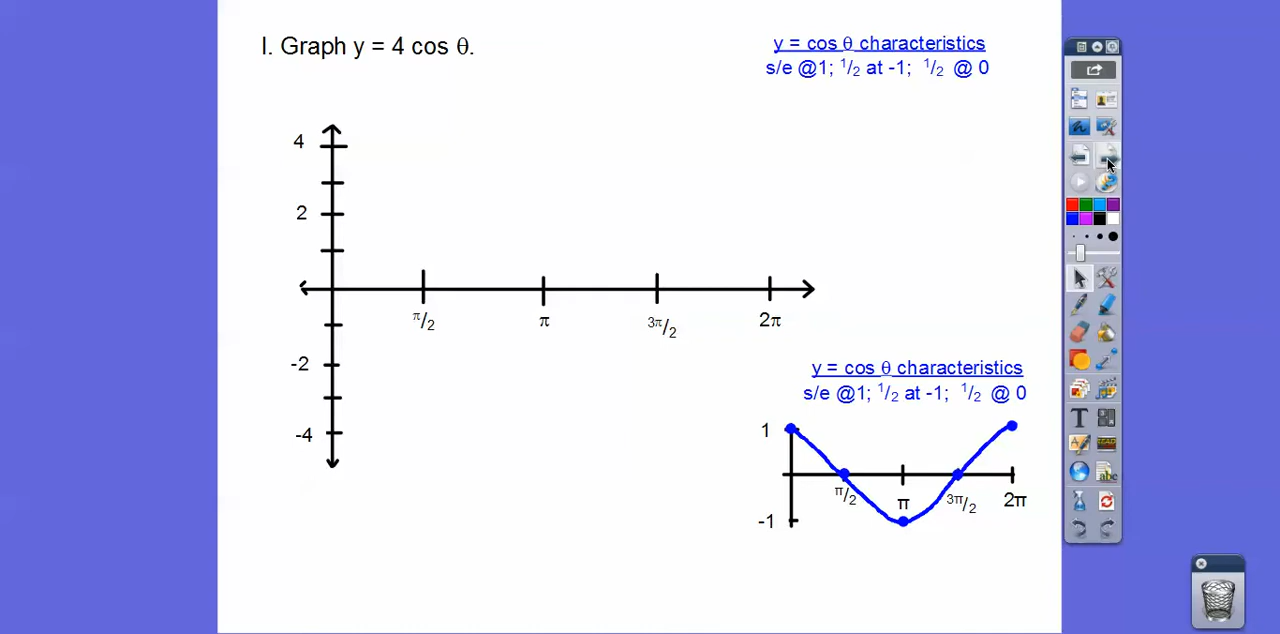 I. Graph y = 4 cos θ.
y = cos θ characteristics
s/e @1; 1/2 at -1; 1/2 @ 0
4
2
π/2
π
3π/2
2π
-2
-4
y = cos θ characteristics
s/e @1; 1/2 at -1; 1/2 @ 0
1
π/2
π
3π/2
2π
-1
T
abc